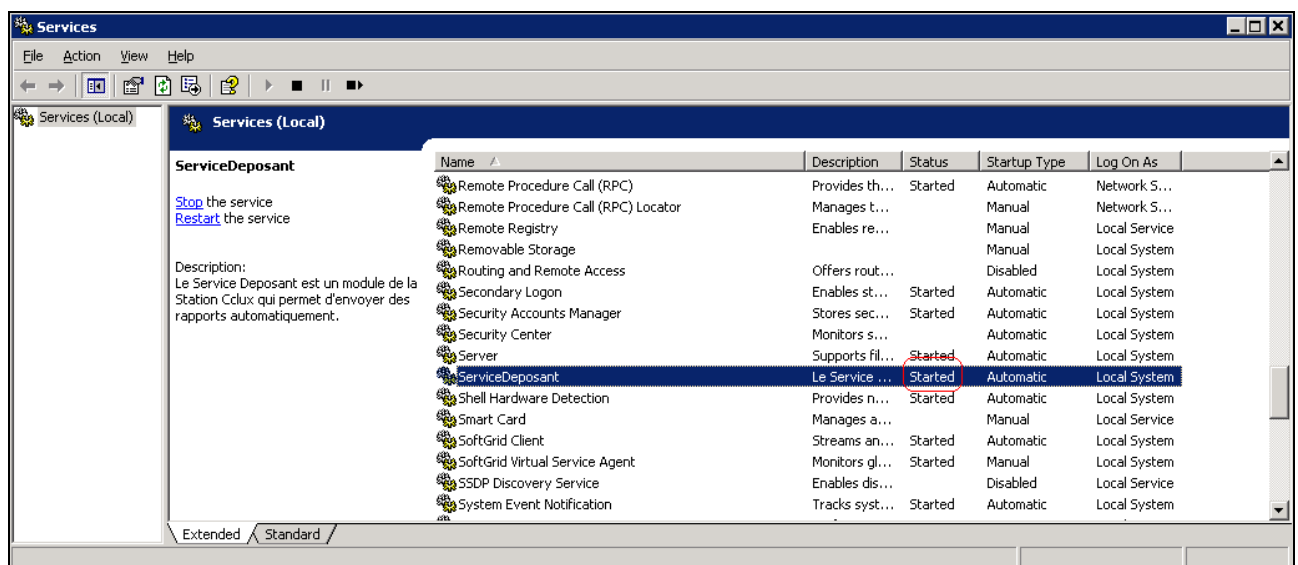 Services
File Action View Help
Services (Local)
Services (Local)
ServiceDeposant
Stop the service
Restart the service
Description:
Le Service Deposant est un module de la
Station Cclux qui permet d'envoyer des
rapports automatiquement.
Name Description Status Startup Type Log On As
Remote Procedure Call (RPC) Provides th... Started Automatic Network S...
Remote Procedure Call (RPC) Locator Manages t... Manual Network S...
Remote Registry Enables re... Manual Local Service
Removable Storage Manual Local System
Routing and Remote Access Offers rout... Disabled Local System
Secondary Logon Enables st... Started Automatic Local System
Security Accounts Manager Stores sec... Started Automatic Local System
Security Center Monitors s... Automatic Local System
Server Supports fil... Started Automatic Local System
ServiceDeposant Le Service ... Started Automatic Local System
Shell Hardware Detection Provides n... Started Automatic Local System
Smart Card Manages a... Manual Local Service
SoftGrid Client Streams an... Started Automatic Local System
SoftGrid Virtual Service Agent Monitors gl... Started Manual Local System
SSDP Discovery Service Enables dis... Disabled Local Service
System Event Notification Tracks syst... Started Automatic Local System
Extended Standard